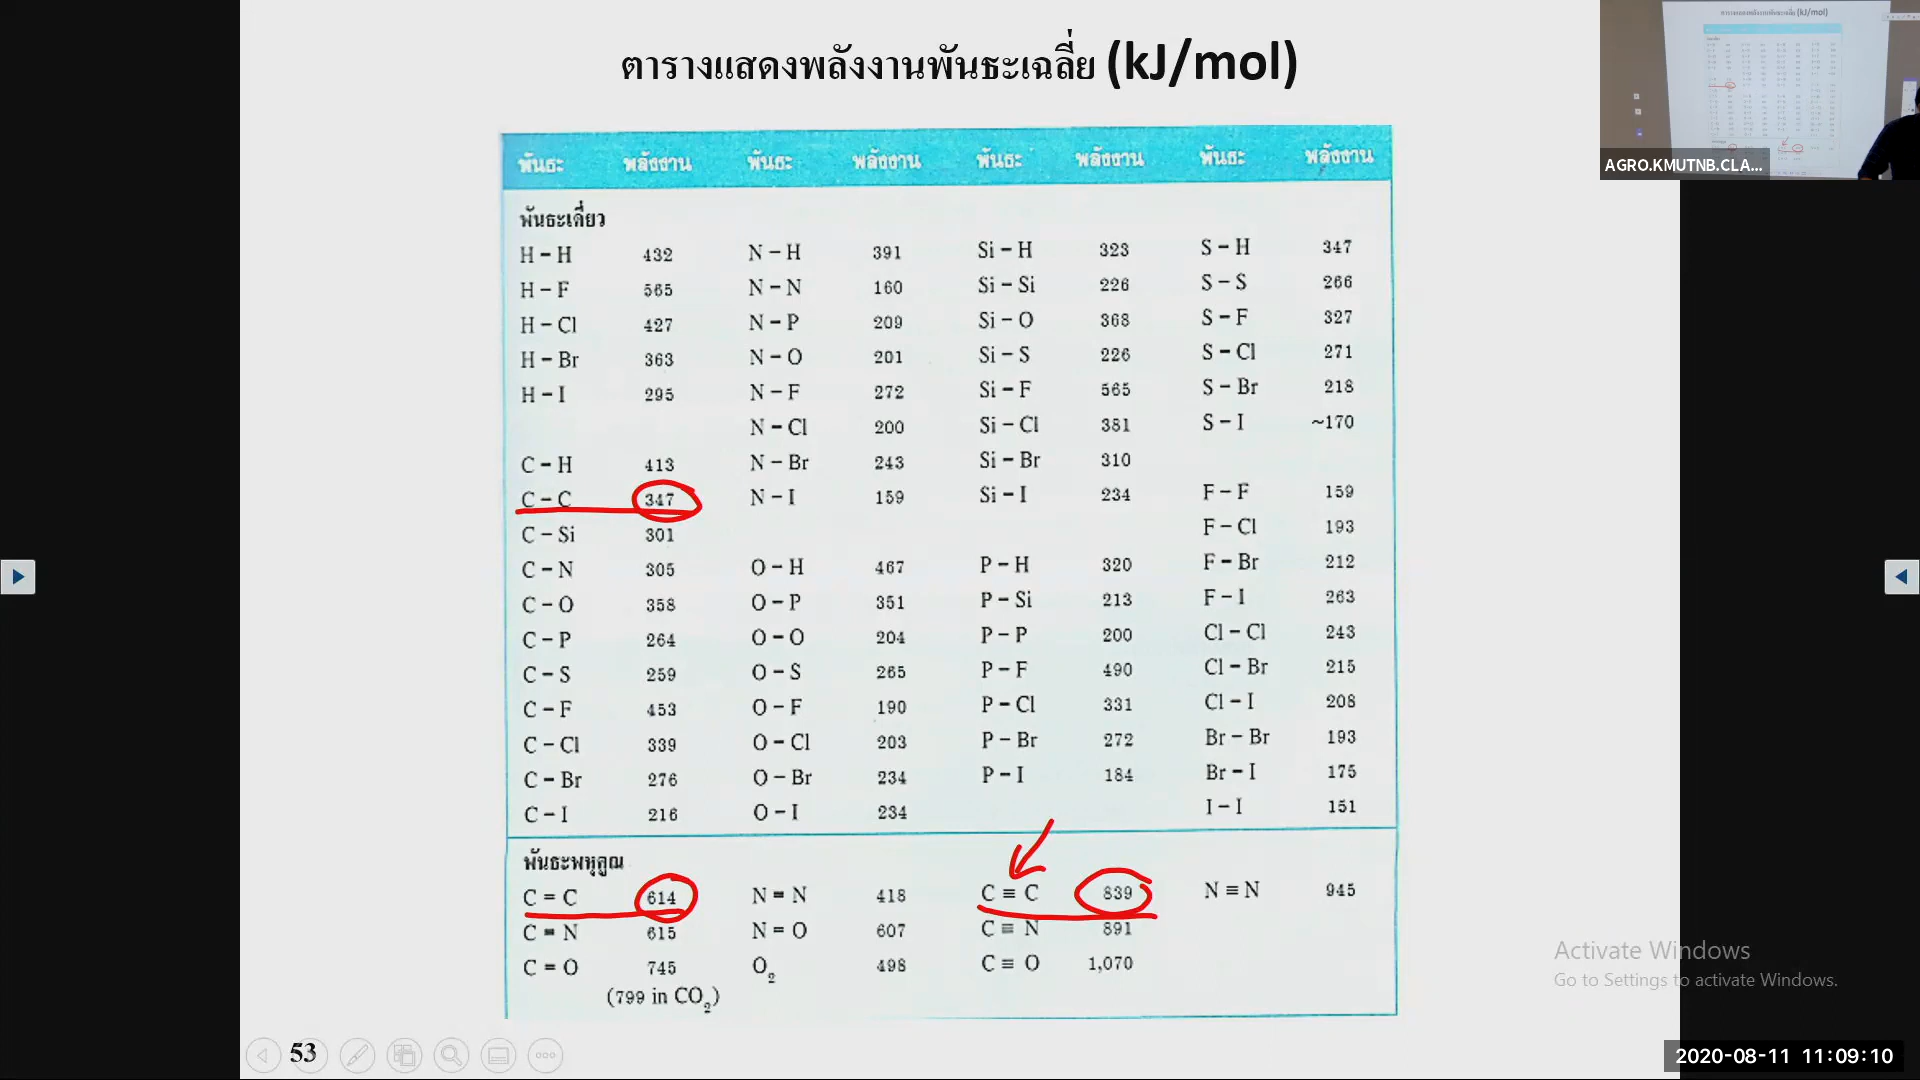 ตารางแสดงพลังงานพันธะเฉลี่ย (kJ/mol)
AGRO.KMUTNB.CLA...
พันธะ พลังงาน พันธะ พลังงาน พันธะ พลังงาน พันธะ พลังงาน
พันธะเดี่ยว
H – H 432 N – H 391 Si – H 323 S – H 347
H – F 565 N – N 160 Si – Si 226 S – S 266
H – Cl 427 N – P 209 Si – O 368 S – F 327
H – Br 363 N – O 201 Si – S 226 S – Cl 271
H – I 295 N – F 272 Si – F 565 S – Br 218
N – Cl 200 Si – Cl 381 S – I ~170
C – H 413 N – Br 243 Si – Br 310
C – C 347 N – I 159 Si – I 234 F – F 159
C – Si 301 F – Cl 193
C – N 305 O – H 467 P – H 320 F – Br 212
C – O 358 O – P 351 P – Si 213 F – I 263
C – P 264 O – O 204 P – P 200 Cl – Cl 243
C – S 259 O – S 265 P – F 490 Cl – Br 215
C – F 453 O – F 190 P – Cl 331 Cl – I 208
C – Cl 339 O – Cl 203 P – Br 272 Br – Br 193
C – Br 276 O – Br 234 P – I 184 Br – I 175
C – I 216 O – I 234 I – I 151
พันธะพหุคูณ
C = C 614 N = N 418 C ≡ C 839 N ≡ N 945
C = N 615 N = O 607 C ≡ N 891
C = O 745 O₂ 498 C ≡ O 1,070
(799 in CO₂)
Activate Windows
Go to Settings to activate Windows.
53
2020-08-11 11:09:10